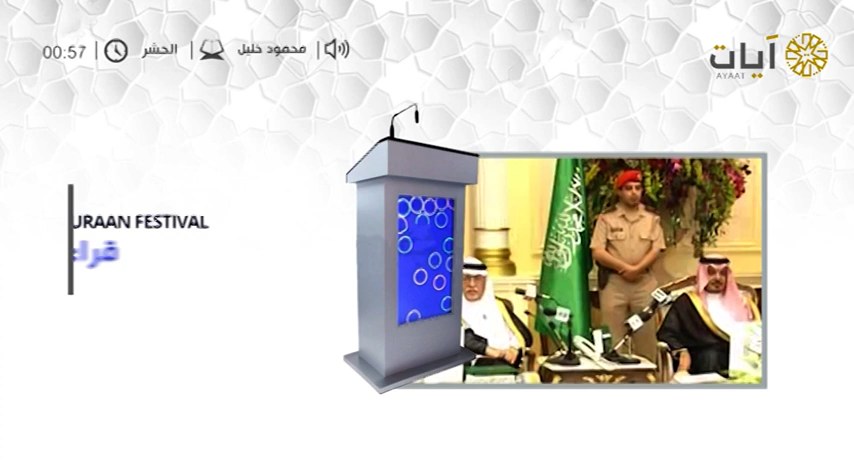 آيات
AYAAT
محمود خليل | الحشر | 00:57
URAAN FESTIVAL